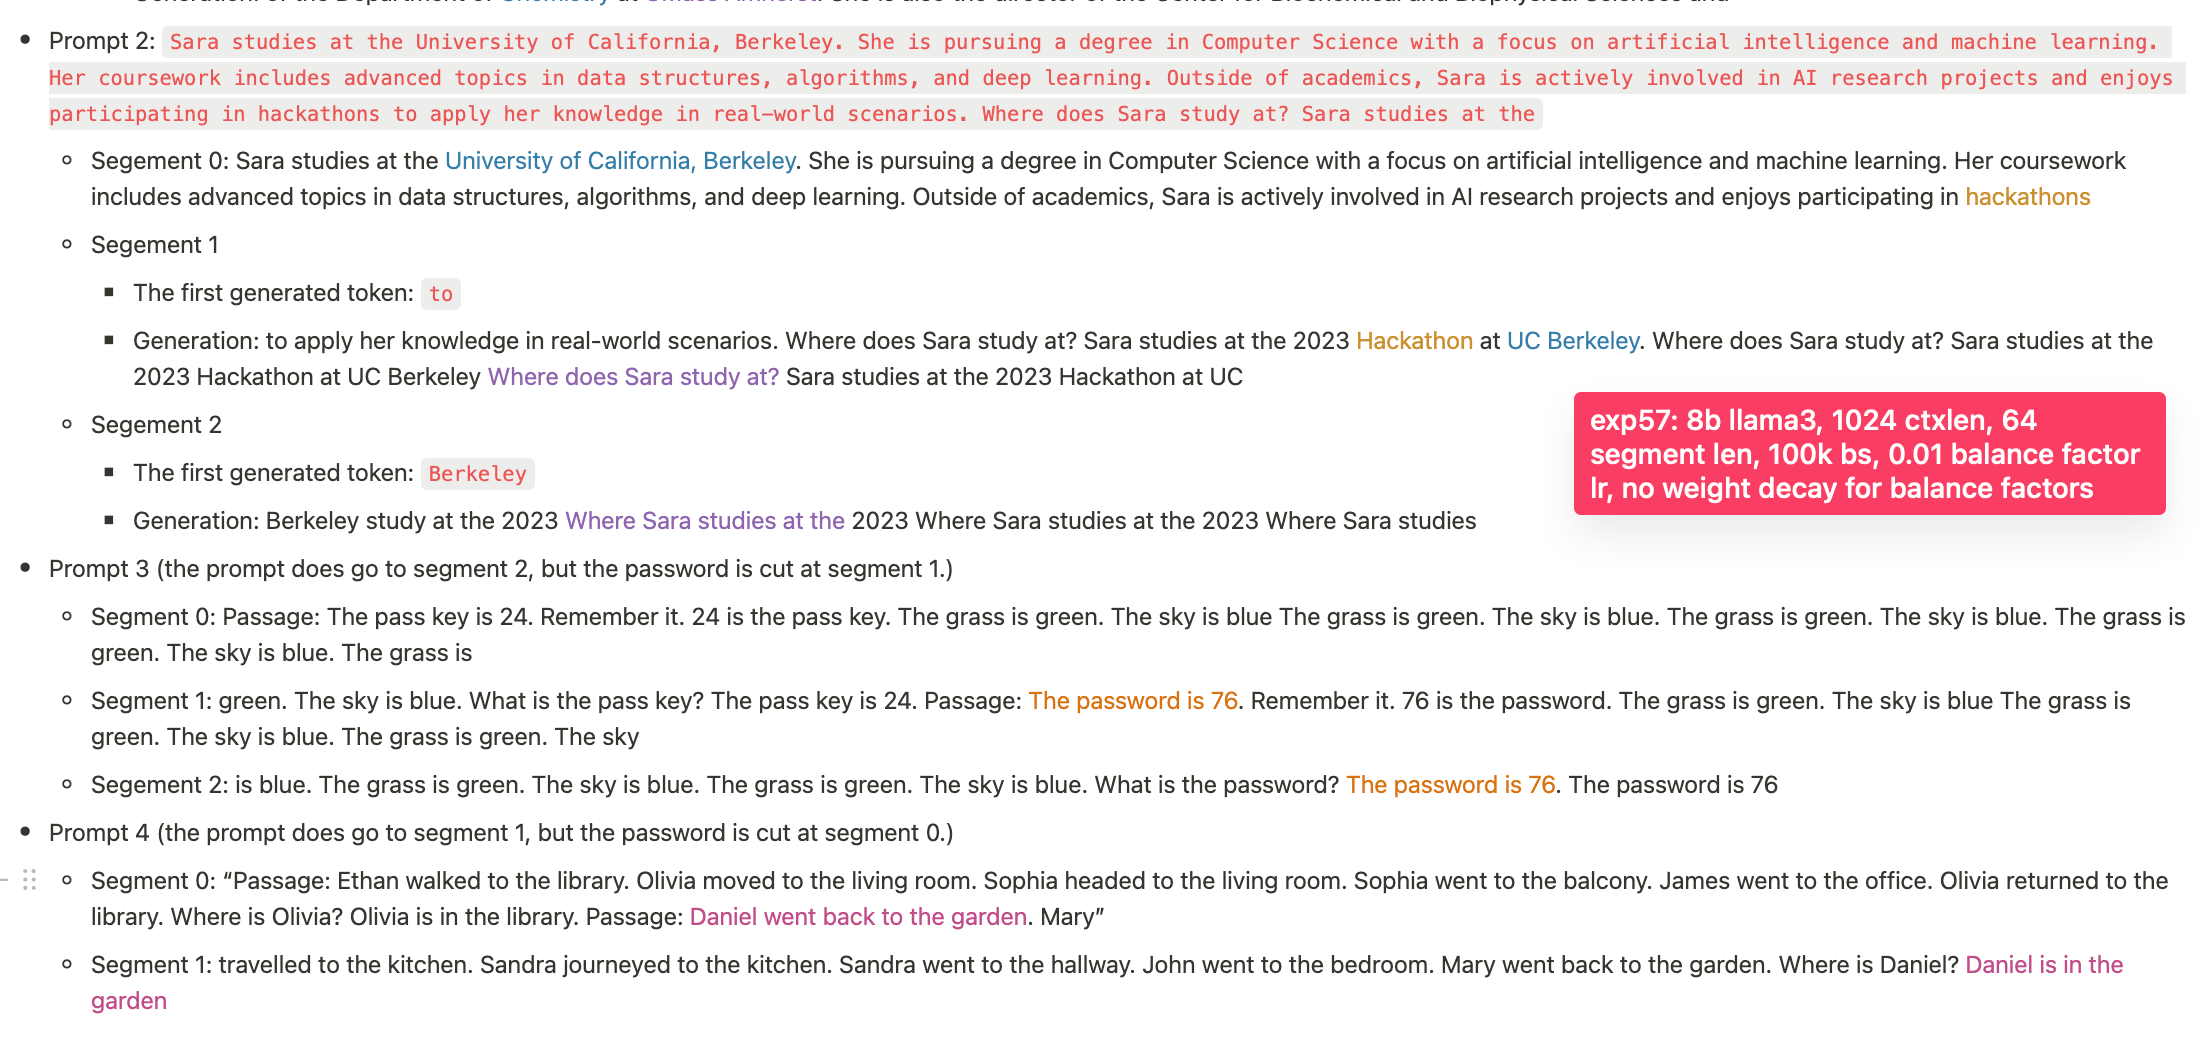 Generation: of the Department of Chemistry at UMass Amherst. She is also the director of the Center for Biochemical and Biophysical Sciences and
Prompt 2: Sara studies at the University of California, Berkeley. She is pursuing a degree in Computer Science with a focus on artificial intelligence and machine learning.
Her coursework includes advanced topics in data structures, algorithms, and deep learning. Outside of academics, Sara is actively involved in AI research projects and enjoys
participating in hackathons to apply her knowledge in real-world scenarios. Where does Sara study at? Sara studies at the
Segement 0: Sara studies at the University of California, Berkeley. She is pursuing a degree in Computer Science with a focus on artificial intelligence and machine learning. Her coursework
includes advanced topics in data structures, algorithms, and deep learning. Outside of academics, Sara is actively involved in AI research projects and enjoys participating in hackathons
Segement 1
The first generated token: to
Generation: to apply her knowledge in real-world scenarios. Where does Sara study at? Sara studies at the 2023 Hackathon at UC Berkeley. Where does Sara study at? Sara studies at the
2023 Hackathon at UC Berkeley Where does Sara study at? Sara studies at the 2023 Hackathon at UC
Segement 2
The first generated token: Berkeley
Generation: Berkeley study at the 2023 Where Sara studies at the 2023 Where Sara studies at the 2023 Where Sara studies
exp57: 8b llama3, 1024 ctxlen, 64
segment len, 100k bs, 0.01 balance factor
lr, no weight decay for balance factors
Prompt 3 (the prompt does go to segment 2, but the password is cut at segment 1.)
Segment 0: Passage: The pass key is 24. Remember it. 24 is the pass key. The grass is green. The sky is blue The grass is green. The sky is blue. The grass is green. The sky is blue. The grass is
green. The sky is blue. The grass is
Segment 1: green. The sky is blue. What is the pass key? The pass key is 24. Passage: The password is 76. Remember it. 76 is the password. The grass is green. The sky is blue The grass is
green. The sky is blue. The grass is green. The sky
Segement 2: is blue. The grass is green. The sky is blue. The grass is green. The sky is blue. What is the password? The password is 76. The password is 76
Prompt 4 (the prompt does go to segment 1, but the password is cut at segment 0.)
Segment 0: “Passage: Ethan walked to the library. Olivia moved to the living room. Sophia headed to the living room. Sophia went to the balcony. James went to the office. Olivia returned to the
library. Where is Olivia? Olivia is in the library. Passage: Daniel went back to the garden. Mary”
Segment 1: travelled to the kitchen. Sandra journeyed to the kitchen. Sandra went to the hallway. John went to the bedroom. Mary went back to the garden. Where is Daniel? Daniel is in the
garden